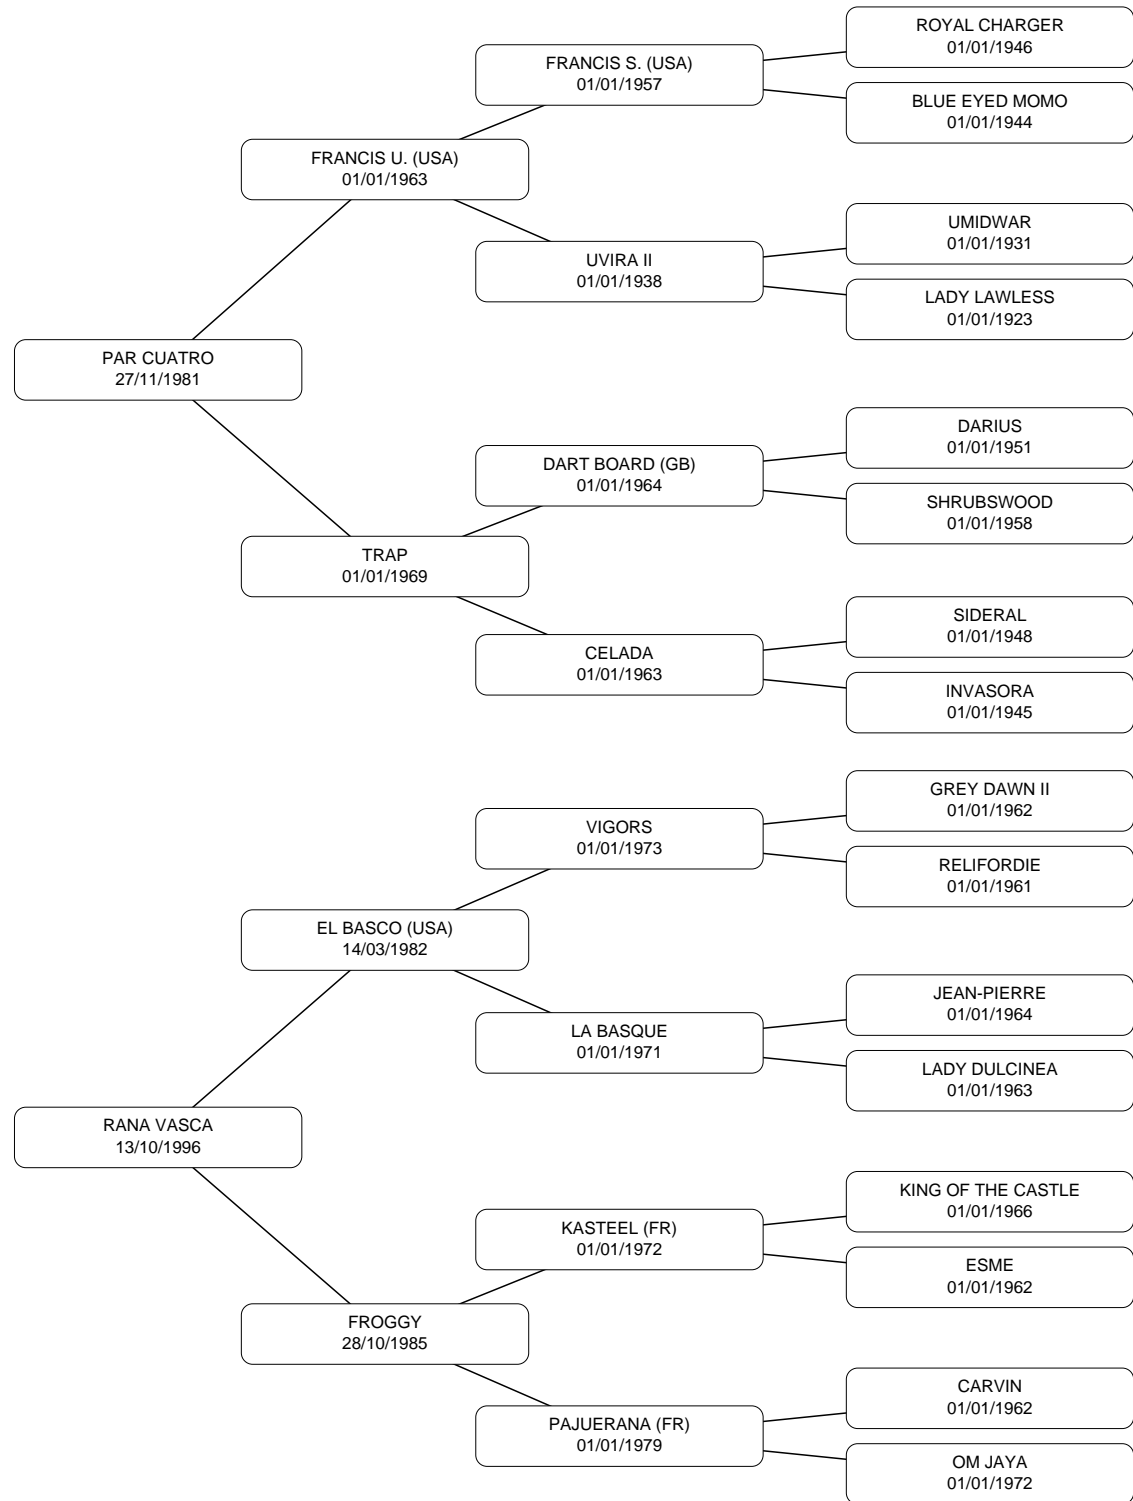 ROYAL CHARGER
01/01/1946
FRANCIS S. (USA)
01/01/1957
BLUE EYED MOMO
01/01/1944
FRANCIS U. (USA)
01/01/1963
UMIDWAR
01/01/1931
UVIRA II
01/01/1938
LADY LAWLESS
01/01/1923
PAR CUATRO
27/11/1981
DARIUS
01/01/1951
DART BOARD (GB)
01/01/1964
SHRUBSWOOD
01/01/1958
TRAP
01/01/1969
SIDERAL
01/01/1948
CELADA
01/01/1963
INVASORA
01/01/1945
GREY DAWN II
01/01/1962
VIGORS
01/01/1973
RELIFORDIE
01/01/1961
EL BASCO (USA)
14/03/1982
JEAN-PIERRE
01/01/1964
LA BASQUE
01/01/1971
LADY DULCINEA
01/01/1963
RANA VASCA
13/10/1996
KING OF THE CASTLE
01/01/1966
KASTEEL (FR)
01/01/1972
ESME
01/01/1962
FROGGY
28/10/1985
CARVIN
01/01/1962
PAJUERANA (FR)
01/01/1979
OM JAYA
01/01/1972